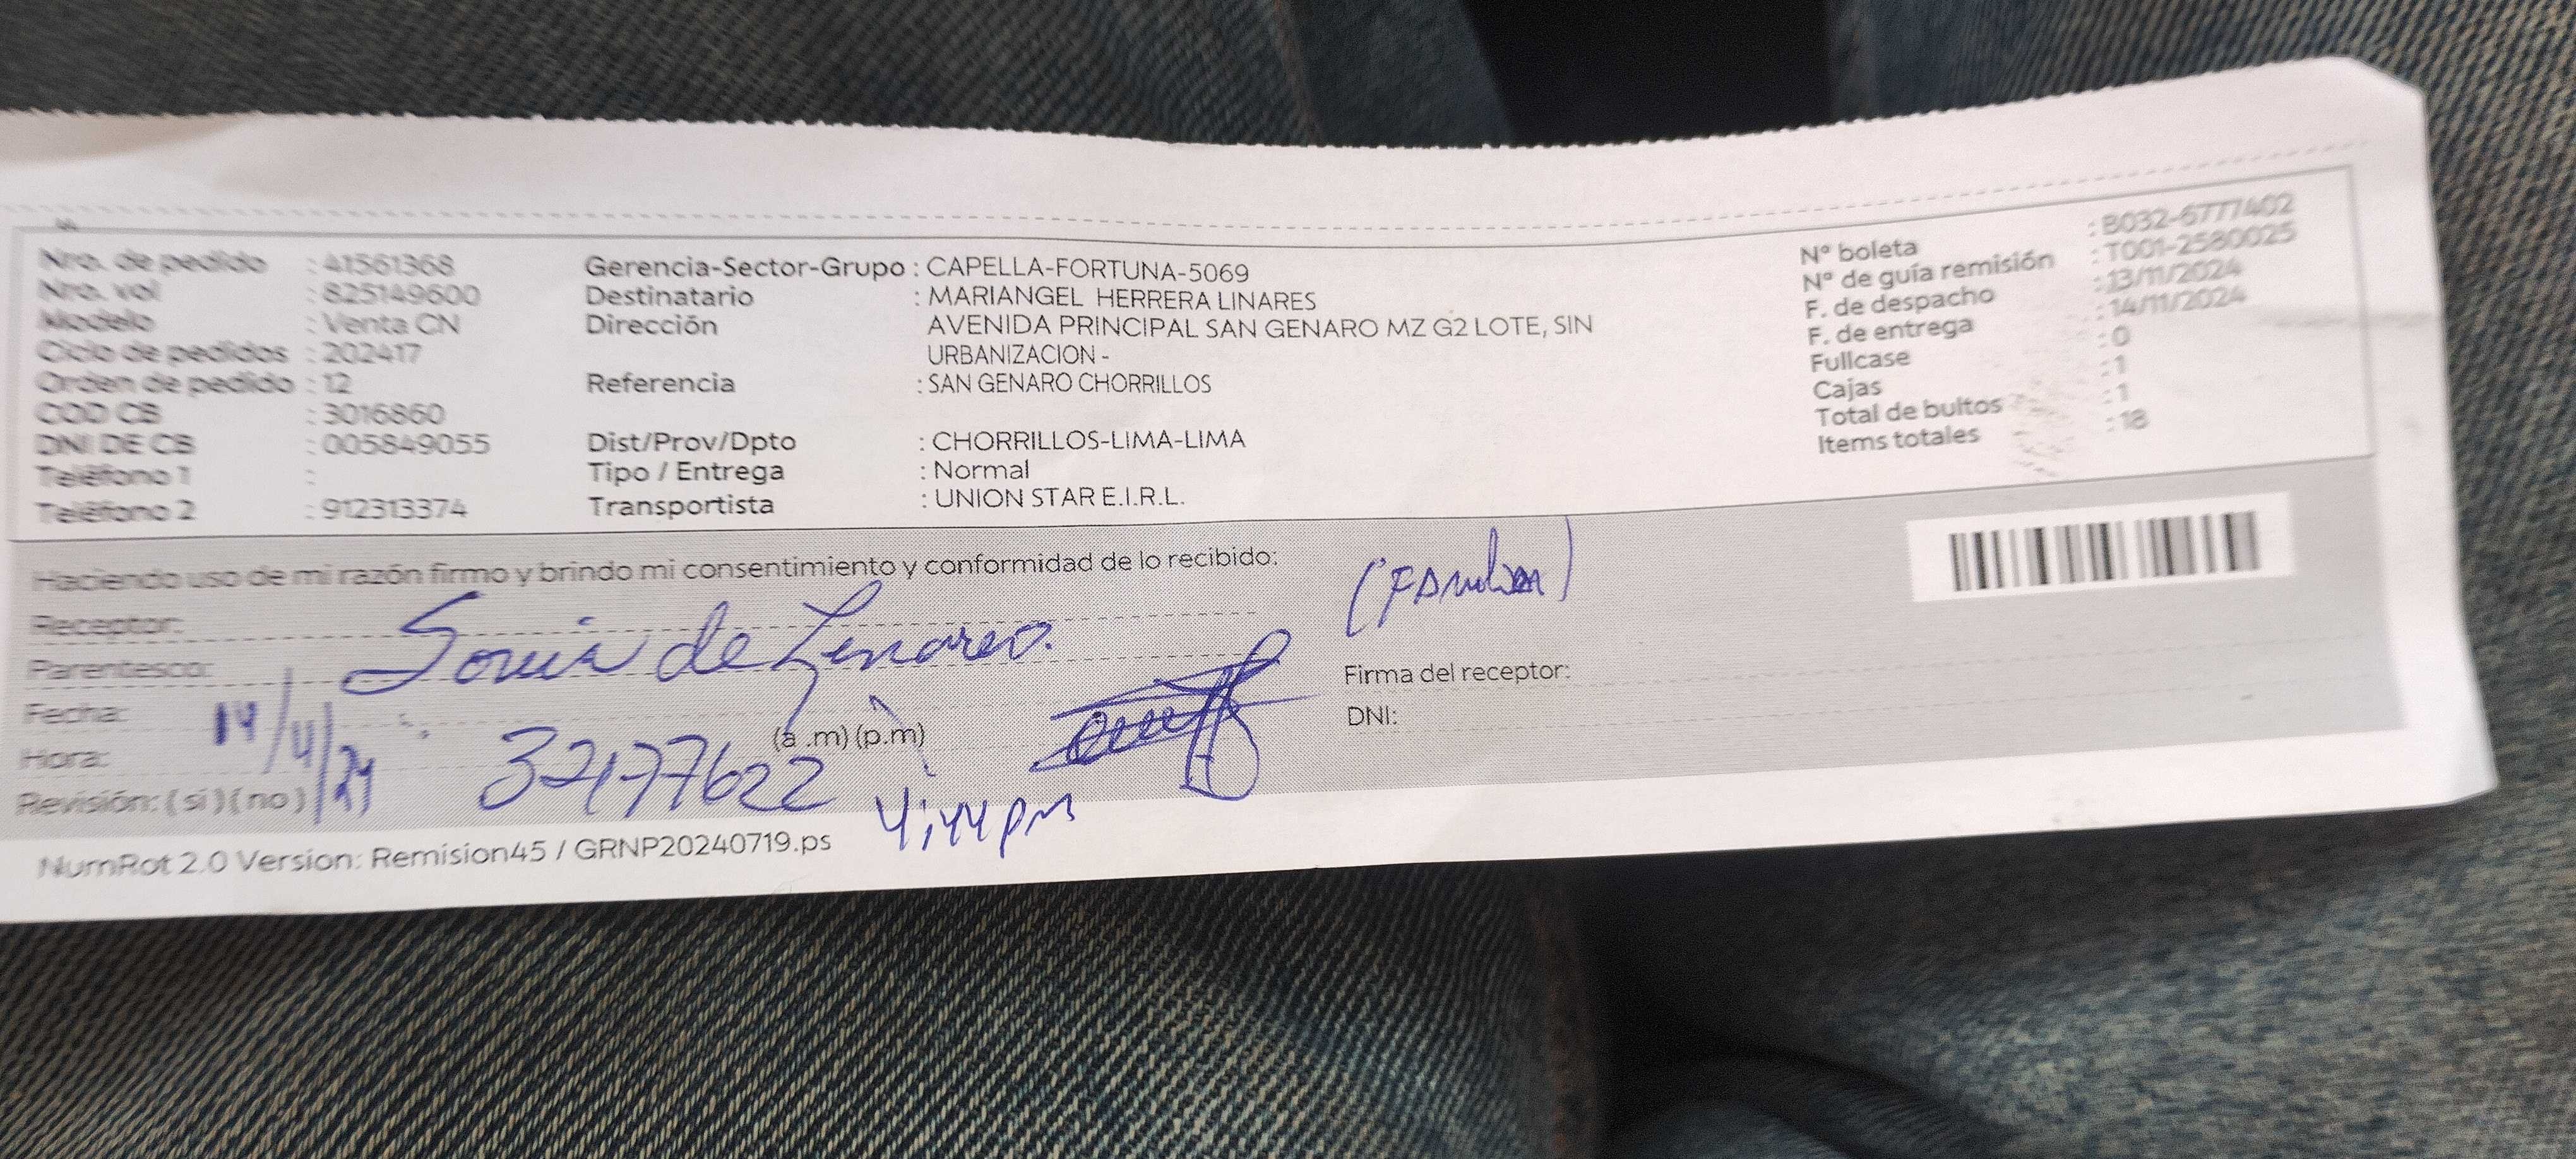 Nro. de pedido : 41561368
Nro. vol : 825149600
Modelo : Venta CN
Ciclo de pedidos : 202417
Orden de pedido : 12
COD CB : 3016860
DNI DE CB : 005849055
Teléfono 1 :
Teléfono 2 : 912313374
Gerencia-Sector-Grupo : CAPELLA-FORTUNA-5069
Destinatario : MARIANGEL HERRERA LINARES
Dirección AVENIDA PRINCIPAL SAN GENARO MZ G2 LOTE, SIN
URBANIZACION -
Referencia : SAN GENARO CHORRILLOS
Dist/Prov/Dpto : CHORRILLOS-LIMA-LIMA
Tipo / Entrega : Normal
Transportista : UNION STAR E.I.R.L.
N° boleta : B032-6777402
N° de guía remisión : T001-2580025
F. de despacho : 13/11/2024
F. de entrega : 14/11/2024
Fullcase : 0
Cajas : 1
Total de bultos : 1
Items totales : 18
Haciendo uso de mi razón firmo y brindo mi consentimiento y conformidad de lo recibido:
Receptor:
Parentesco: Sonia de Linares.
Fecha:
Hora: (a .m) (p.m)
Revisión: (si) (no)
32177622
4:44 pm
Firma del receptor:
DNI:
NumRot 2.0 Version: Remision45 / GRNP20240719.ps